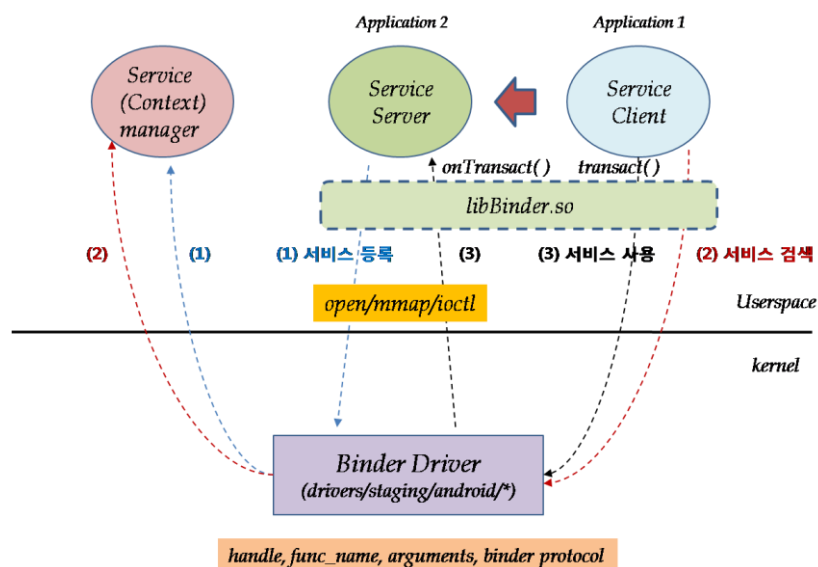 Application 2
Application 1
Service
(Context)
manager
Service
Server
Service
Client
onTransact( )
transact( )
libBinder.so
(2)
(1)
(1) 서비스 등록
(3)
(3) 서비스 사용
(2) 서비스 검색
open/mmap/ioctl
Userspace
kernel
Binder Driver
(drivers/staging/android/*)
handle, func_name, arguments, binder protocol